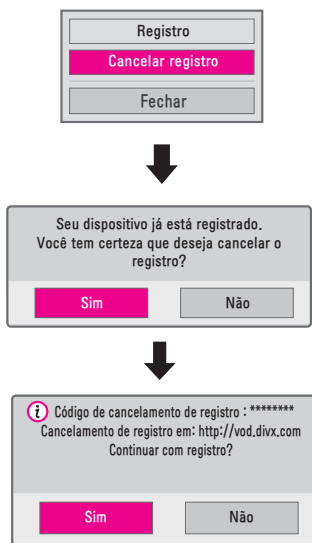 Registro
Cancelar registro
Fechar
Seu dispositivo já está registrado.
Você tem certeza que deseja cancelar o
registro?
Sim
Não
Código de cancelamento de registro : ********
Cancelamento de registro em: http://vod.divx.com
Continuar com registro?
Sim
Não